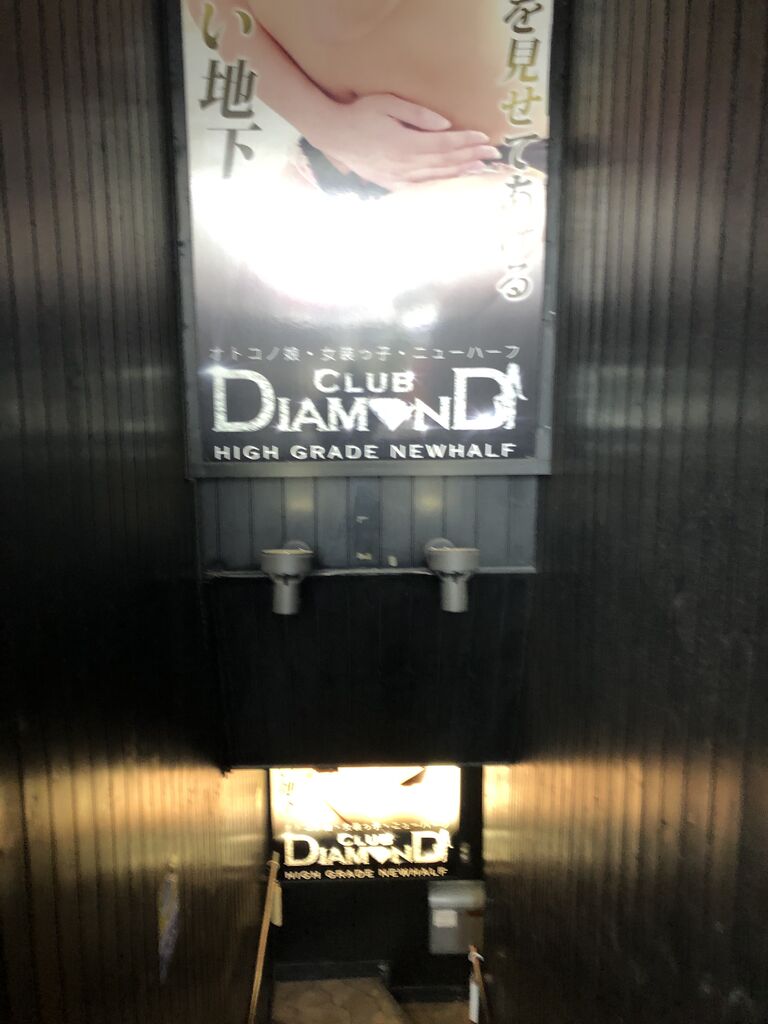 を見せてあげる
い地下
オトコノ娘・女装っ子・ニューハーフ
CLUB
DIAMOND
HIGH GRADE NEWHALF
CLUB
DIAMOND
HIGH GRADE NEWHALF